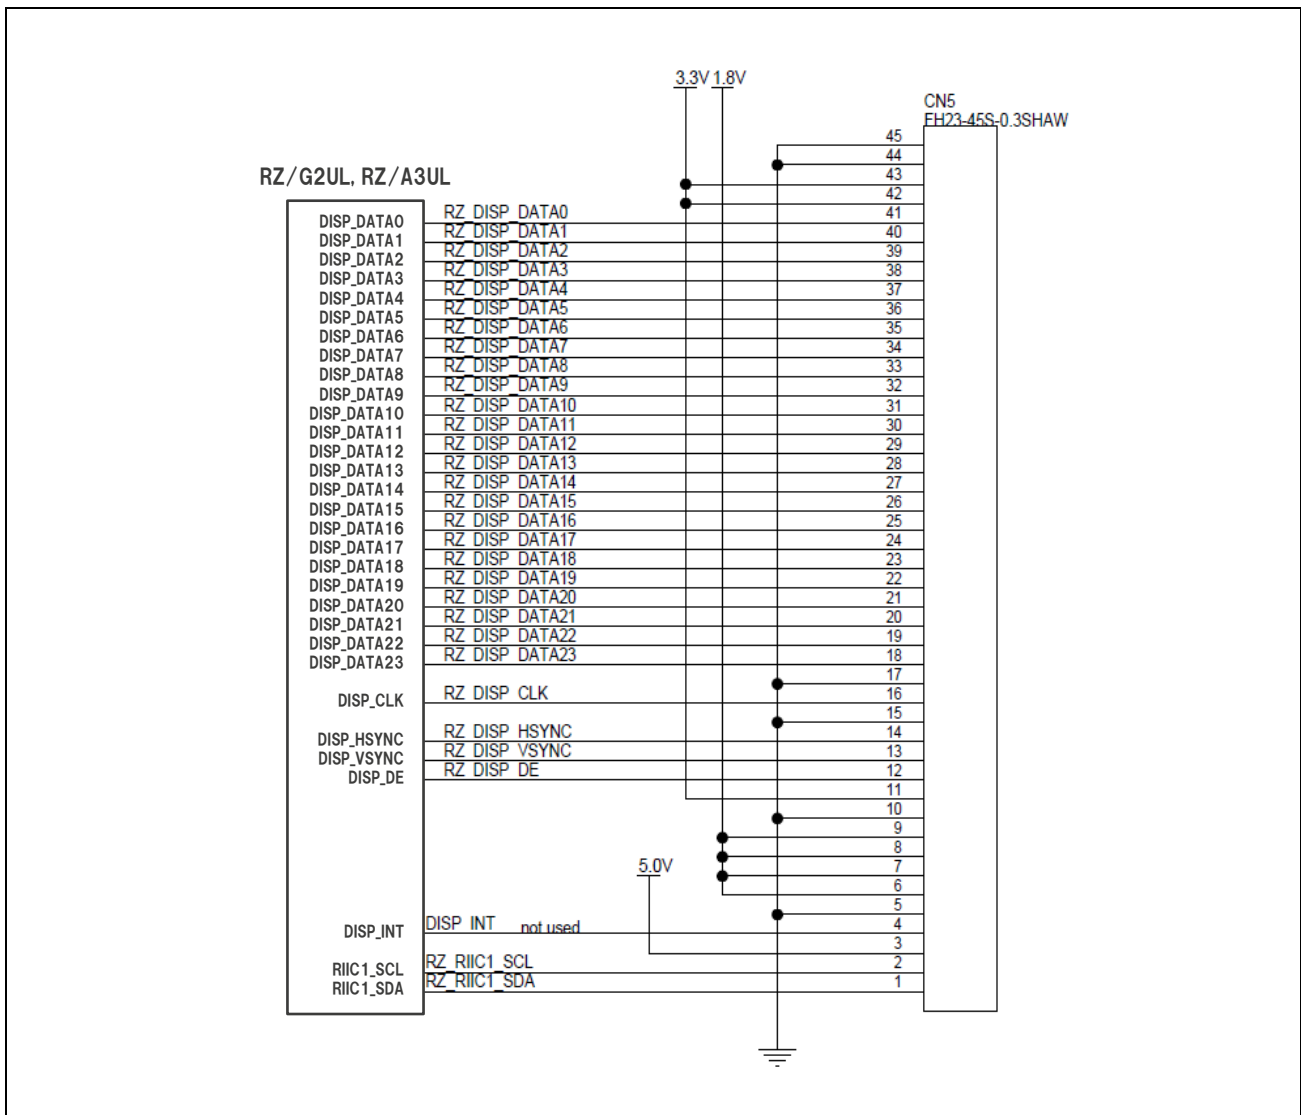 3.3V 1.8V
CN5
FH23-45S-0.3SHAW
RZ/G2UL, RZ/A3UL
45
44
43
42
DISP_DATA0 RZ_DISP_DATA0 41
DISP_DATA1 RZ_DISP_DATA1 40
DISP_DATA2 RZ_DISP_DATA2 39
DISP_DATA3 RZ_DISP_DATA3 38
DISP_DATA4 RZ_DISP_DATA4 37
DISP_DATA5 RZ_DISP_DATA5 36
DISP_DATA6 RZ_DISP_DATA6 35
DISP_DATA7 RZ_DISP_DATA7 34
DISP_DATA8 RZ_DISP_DATA8 33
DISP_DATA9 RZ_DISP_DATA9 32
DISP_DATA10 RZ_DISP_DATA10 31
DISP_DATA11 RZ_DISP_DATA11 30
DISP_DATA12 RZ_DISP_DATA12 29
DISP_DATA13 RZ_DISP_DATA13 28
DISP_DATA14 RZ_DISP_DATA14 27
DISP_DATA15 RZ_DISP_DATA15 26
DISP_DATA16 RZ_DISP_DATA16 25
DISP_DATA17 RZ_DISP_DATA17 24
DISP_DATA18 RZ_DISP_DATA18 23
DISP_DATA19 RZ_DISP_DATA19 22
DISP_DATA20 RZ_DISP_DATA20 21
DISP_DATA21 RZ_DISP_DATA21 20
DISP_DATA22 RZ_DISP_DATA22 19
DISP_DATA23 RZ_DISP_DATA23 18
17
DISP_CLK RZ_DISP_CLK 16
15
DISP_HSYNC RZ_DISP_HSYNC 14
DISP_VSYNC RZ_DISP_VSYNC 13
DISP_DE RZ_DISP_DE 12
11
10
9
8
5.0V 7
6
5
DISP_INT DISP_INT not used 4
3
RIIC1_SCL RZ_RIIC1_SCL 2
RIIC1_SDA RZ_RIIC1_SDA 1